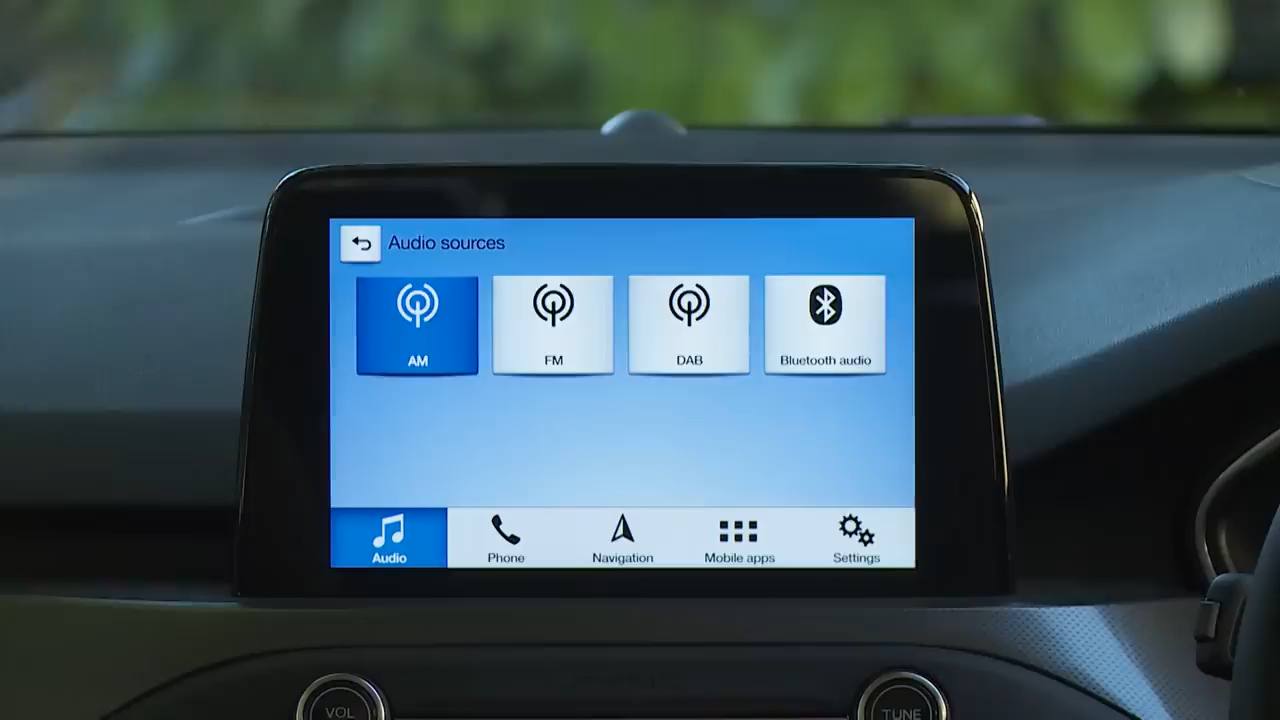 Audio sources
AM
FM
DAB
Bluetooth audio
Audio
Phone
Navigation
Mobile apps
Settings
VOL
TUNE